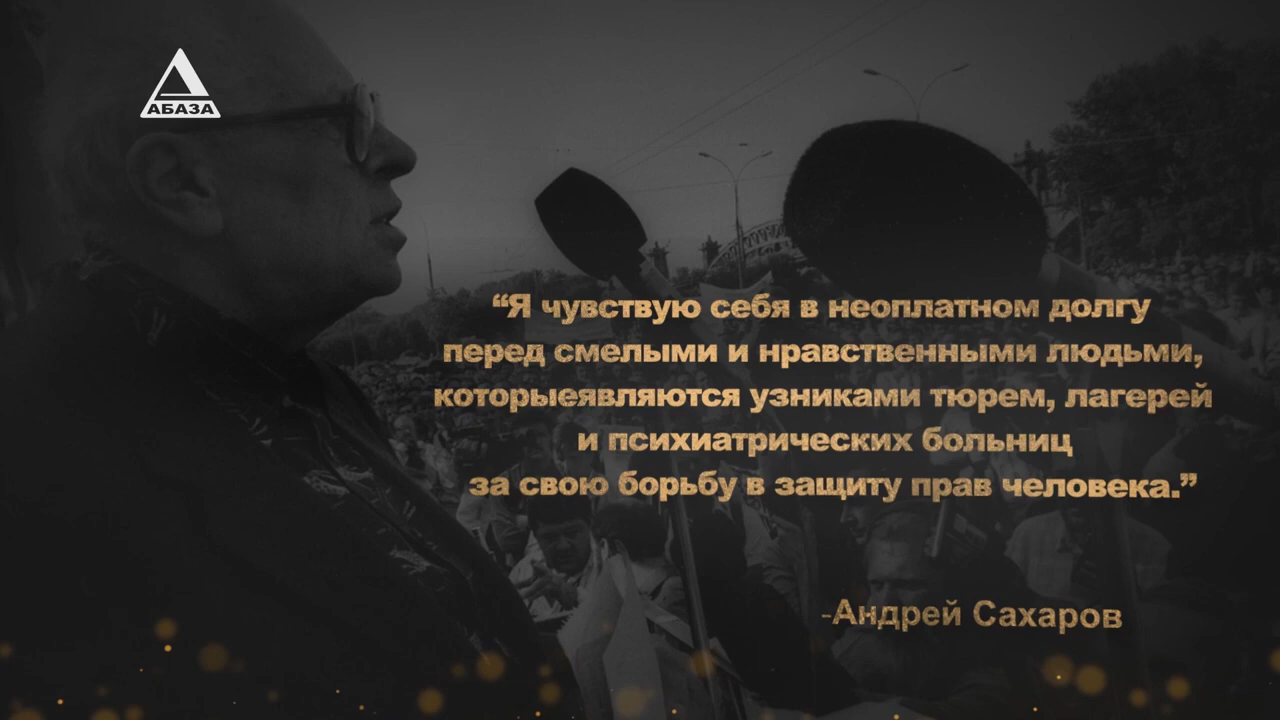 АБАЗА
“Я чувствую себя в неоплатном долгу
перед смелыми и нравственными людьми,
которыеявляются узниками тюрем, лагерей
и психиатрических больниц
за свою борьбу в защиту прав человека.”
-Андрей Сахаров